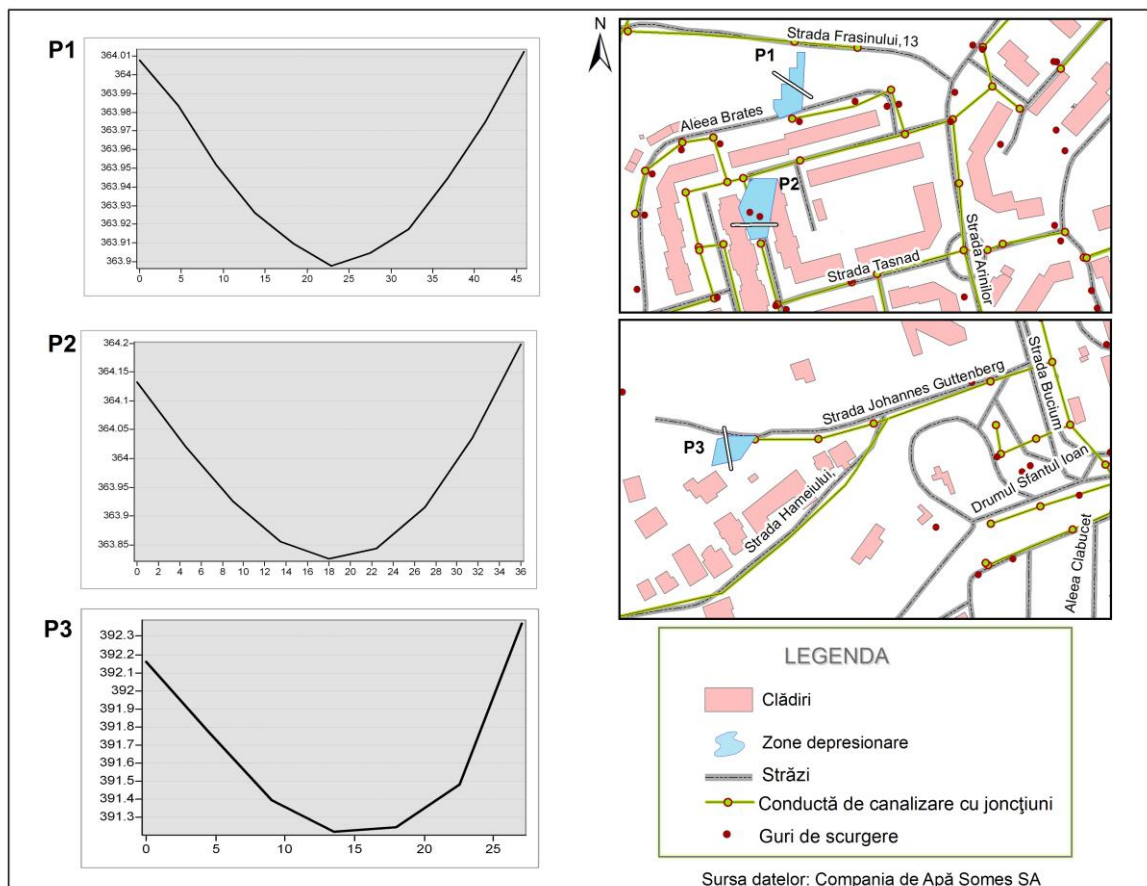 P1
364.01
364
363.99
363.98
363.97
363.96
363.95
363.94
363.93
363.92
363.91
363.9
0 5 10 15 20 25 30 35 40 45
P2
364.2
364.15
364.1
364.05
364
363.95
363.9
363.85
0 2 4 6 8 10 12 14 16 18 20 22 24 26 28 30 32 34 36
P3
392.3
392.2
392.1
392
391.9
391.8
391.7
391.6
391.5
391.4
391.3
0 5 10 15 20 25
N
Strada Frasinului,13
P1
Aleea Brates
P2
Strada Tasnad
Strada Arinilor
Strada Johannes Guttenberg
Strada Bucium
P3
Strada Hameiului,
Drumul Sfantul Ioan
Aleea Clabucet
LEGENDA
Clădiri
Zone depresionare
Străzi
Conductă de canalizare cu joncţiuni
Guri de scurgere
Sursa datelor: Compania de Apă Somes SA